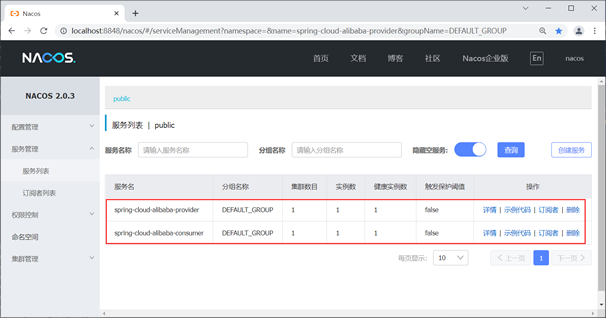 Nacos
localhost:8848/nacos/#/serviceManagement?namespace=&name=spring-cloud-alibaba-provider&groupName=DEFAULT_GROUP
NACOS. 首页 文档 博客 社区 Nacos企业版 En nacos
NACOS 2.0.3
public
配置管理
服务列表 | public
服务管理
服务名称 请输入服务名称 分组名称 请输入分组名称 隐藏空服务: 查询 创建服务
服务列表
订阅者列表
服务名 分组名称 集群数目 实例数 健康实例数 触发保护阈值 操作
权限控制
spring-cloud-alibaba-provider DEFAULT_GROUP 1 1 1 false 详情 | 示例代码 | 订阅者 | 删除
命名空间
spring-cloud-alibaba-consumer DEFAULT_GROUP 1 1 1 false 详情 | 示例代码 | 订阅者 | 删除
集群管理
每页显示: 10 上一页 1 下一页